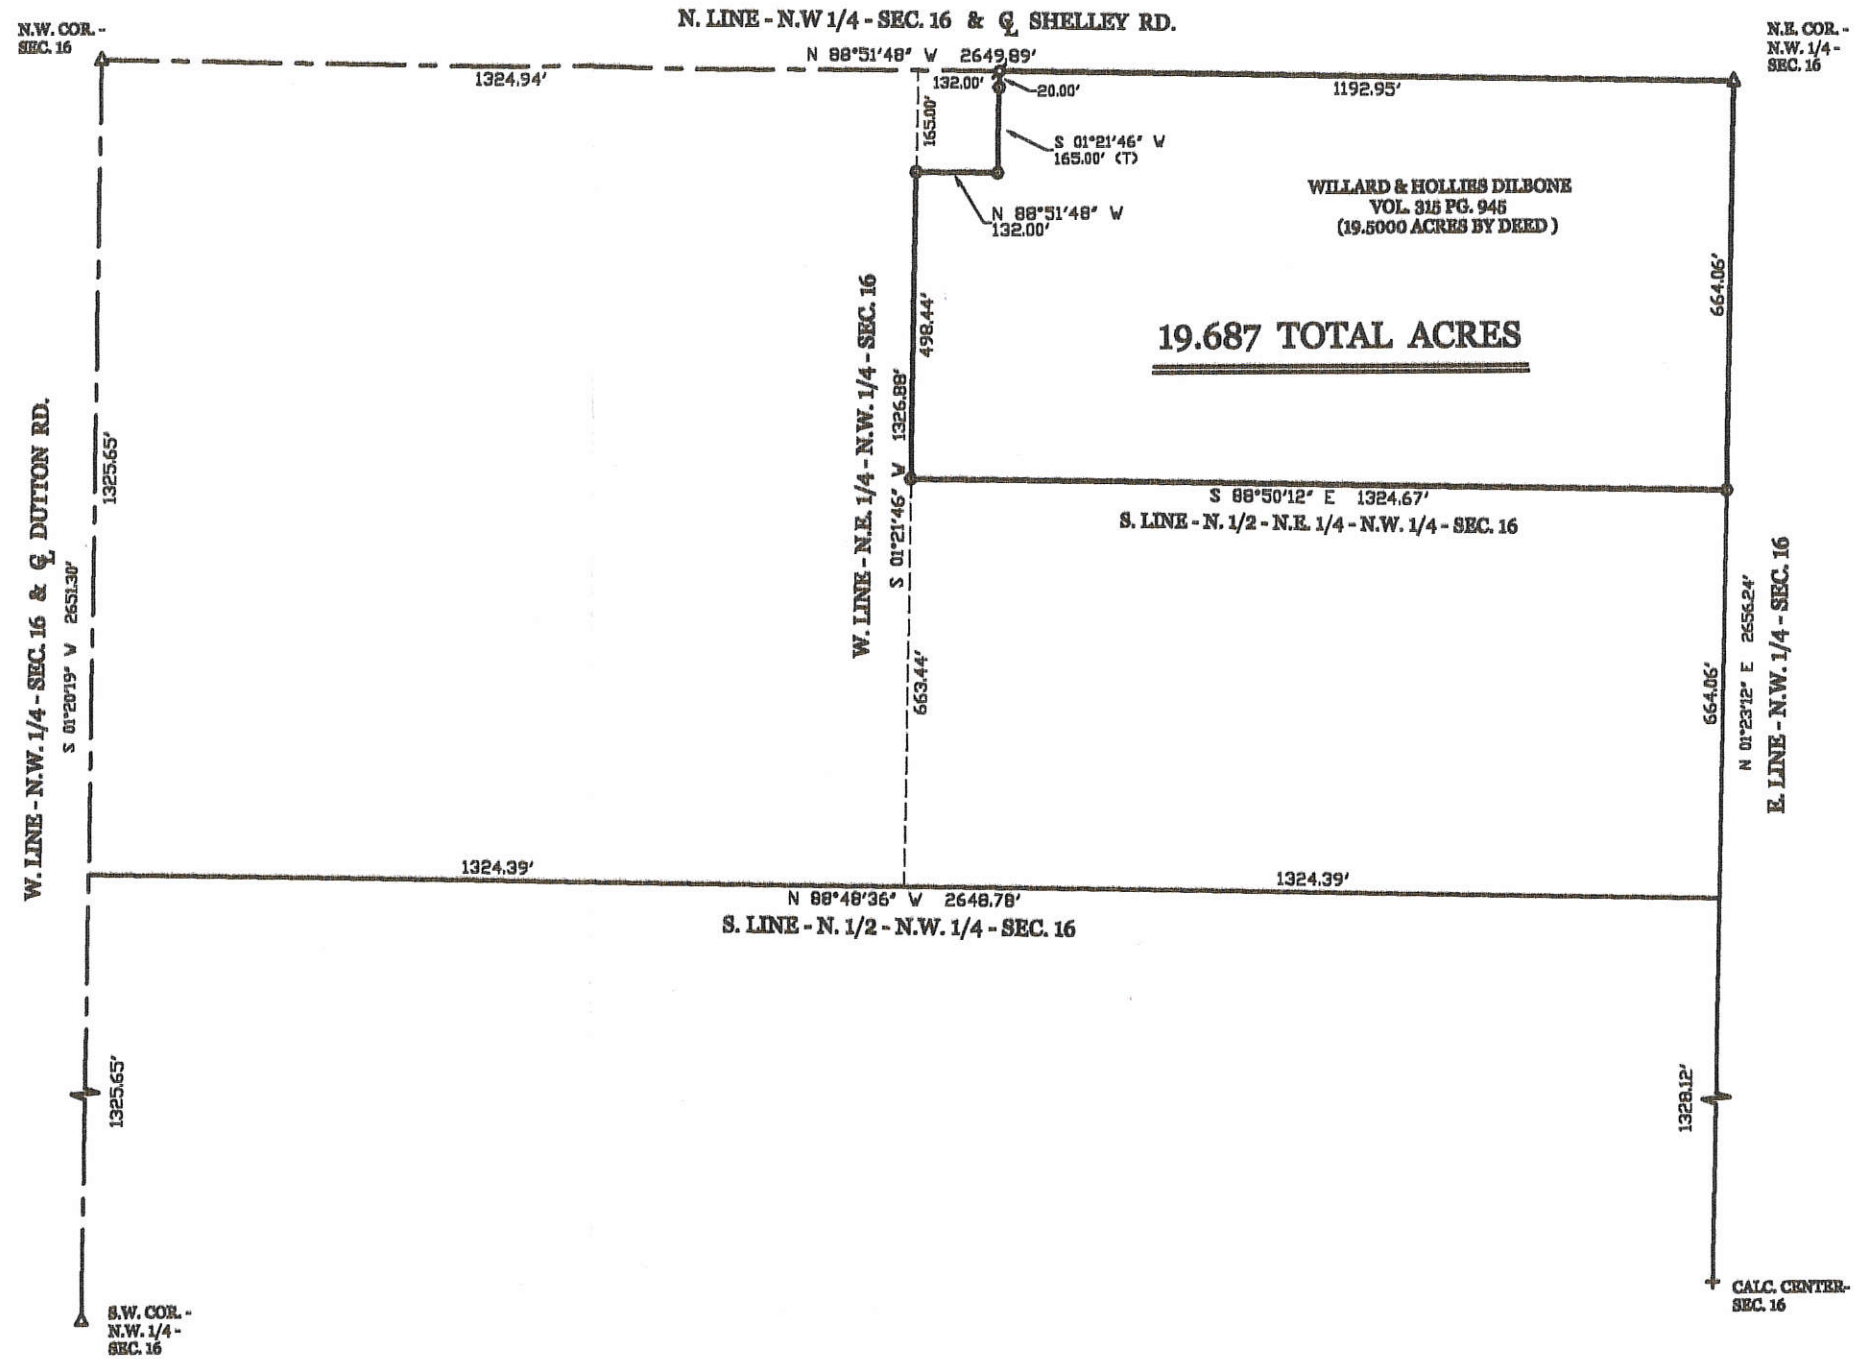 N. LINE - N.W 1/4 - SEC. 16 & ℄ SHELLEY RD.
N.W. COR. -
SEC. 16
N.E. COR. -
N.W. 1/4 -
SEC. 16
N 88°51'48" W 2649.89'
1324.94'
132.00'
20.00'
1192.95'
165.00'
S 01°21'46" W
165.00' (T)
N 88°51'48" W
132.00'
WILLARD & HOLLIES DILBONE
VOL. 315 PG. 945
(19.5000 ACRES BY DEED )
19.687 TOTAL ACRES
664.06'
498.44'
W. LINE - N.E. 1/4 - N.W. 1/4 - SEC. 16
S 01°21'46" W 1326.88'
1325.65'
W. LINE - N.W. 1/4 - SEC. 16 & ℄ DUTTON RD.
S 01°20'19" W 2651.30'
S 88°50'12" E 1324.67'
S. LINE - N. 1/2 - N.E. 1/4 - N.W. 1/4 - SEC. 16
663.44'
664.06'
N 01°23'12" E 2656.24'
E. LINE - N.W. 1/4 - SEC. 16
1324.39'
1324.39'
N 88°48'36" W 2648.78'
S. LINE - N. 1/2 - N.W. 1/4 - SEC. 16
1325.65'
1328.12'
S.W. COR. -
N.W. 1/4 -
SEC. 16
CALC. CENTER-
SEC. 16